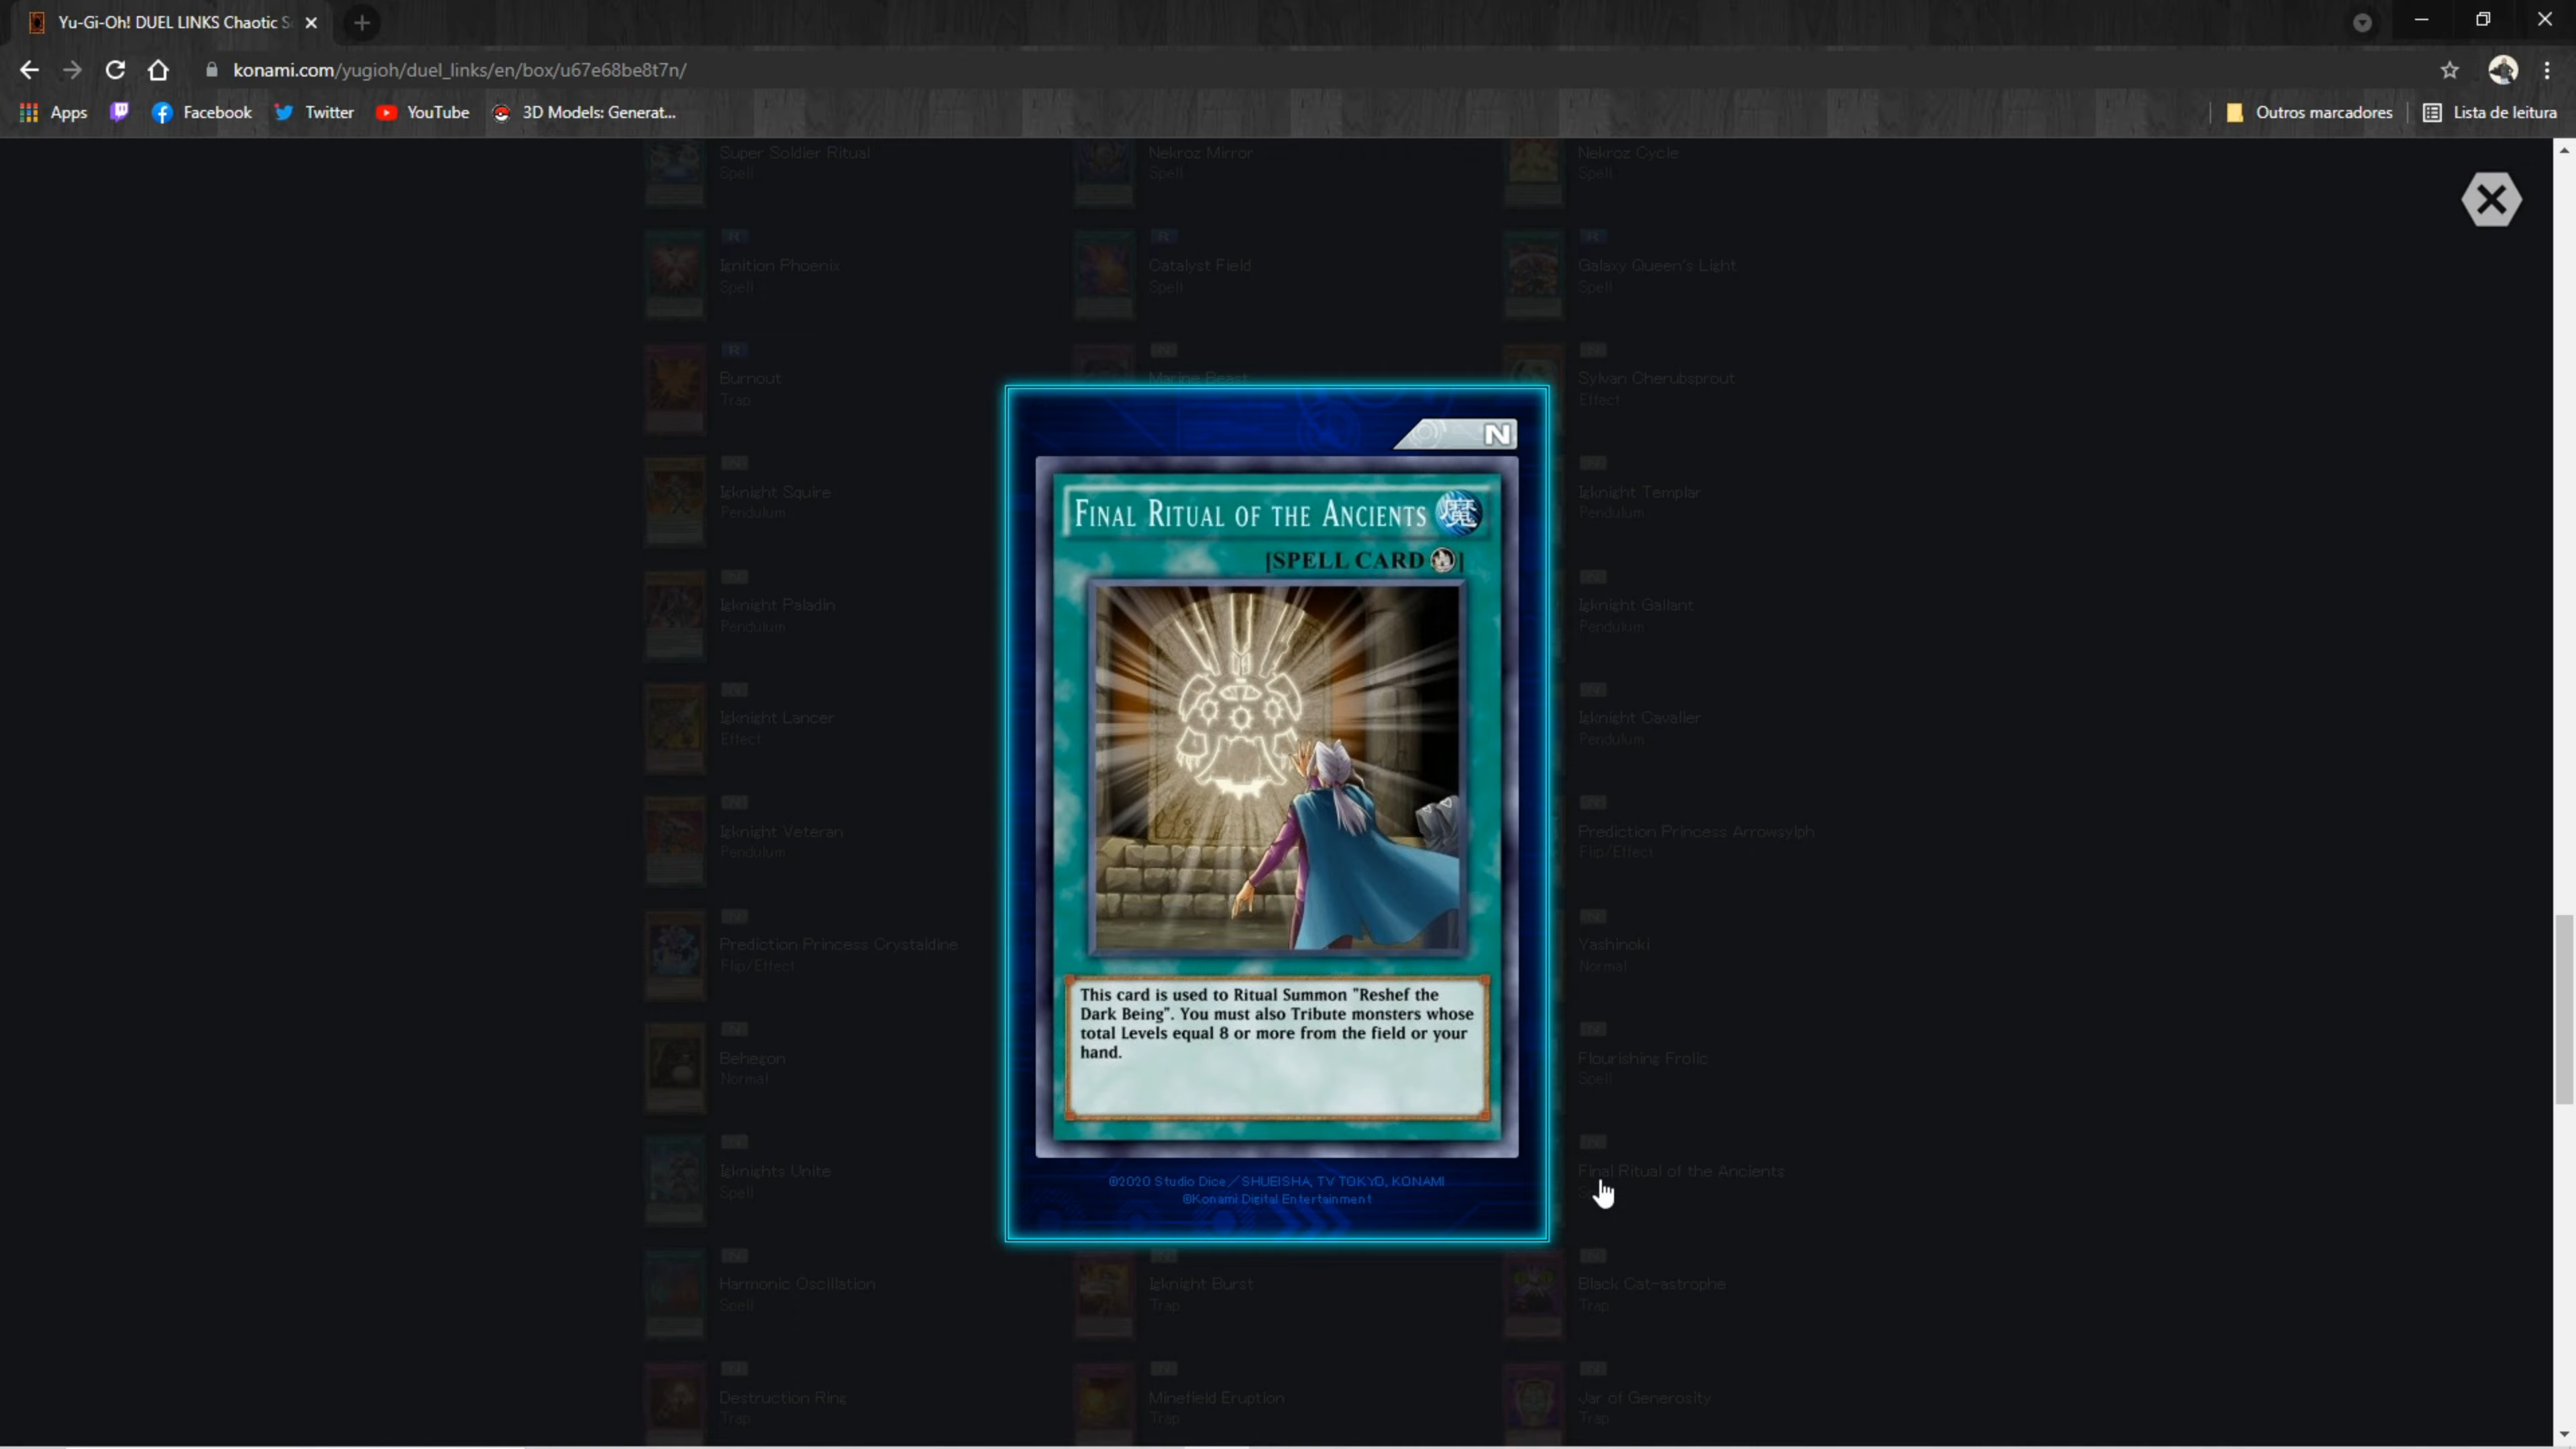 Yu-Gi-Oh! DUEL LINKS Chaotic S
konami.com/yugioh/duel_links/en/box/u67e68be8t7n/
Apps Facebook Twitter YouTube 3D Models: Generat... Outros marcadores Lista de leitura
Super Soldier Ritual Nekroz Mirror Nekroz Cycle
Spell Spell Spell
R R R
Ignition Phoenix Catalyst Field Galaxy Queen's Light
Spell Spell Spell
R N N
Burnout Marine Beast Sylvan Cherubsprout
Trap Effect
N
FINAL RITUAL OF THE ANCIENTS 魔
[SPELL CARD ]
This card is used to Ritual Summon "Reshef the
Dark Being". You must also Tribute monsters whose
total Levels equal 8 or more from the field or your
hand.
©2020 Studio Dice/SHUEISHA, TV TOKYO, KONAMI
©Konami Digital Entertainment
N N
Igknight Squire Igknight Templar
Pendulum Pendulum
N N
Igknight Paladin Igknight Gallant
Pendulum Pendulum
N N
Igknight Lancer Igknight Cavalier
Effect Pendulum
N N
Igknight Veteran Prediction Princess Arrowsylph
Pendulum Flip/Effect
N N
Prediction Princess Crystaldine Yashinoki
Flip/Effect Normal
N N
Behegon Flourishing Frolic
Normal Spell
N N
Igknights Unite Final Ritual of the Ancients
Spell
N N N
Harmonic Oscillation Igknight Burst Black Cat-astrophe
Spell Trap Trap
N N N
Destruction Ring Minefield Eruption Jar of Generosity
Trap Trap Trap